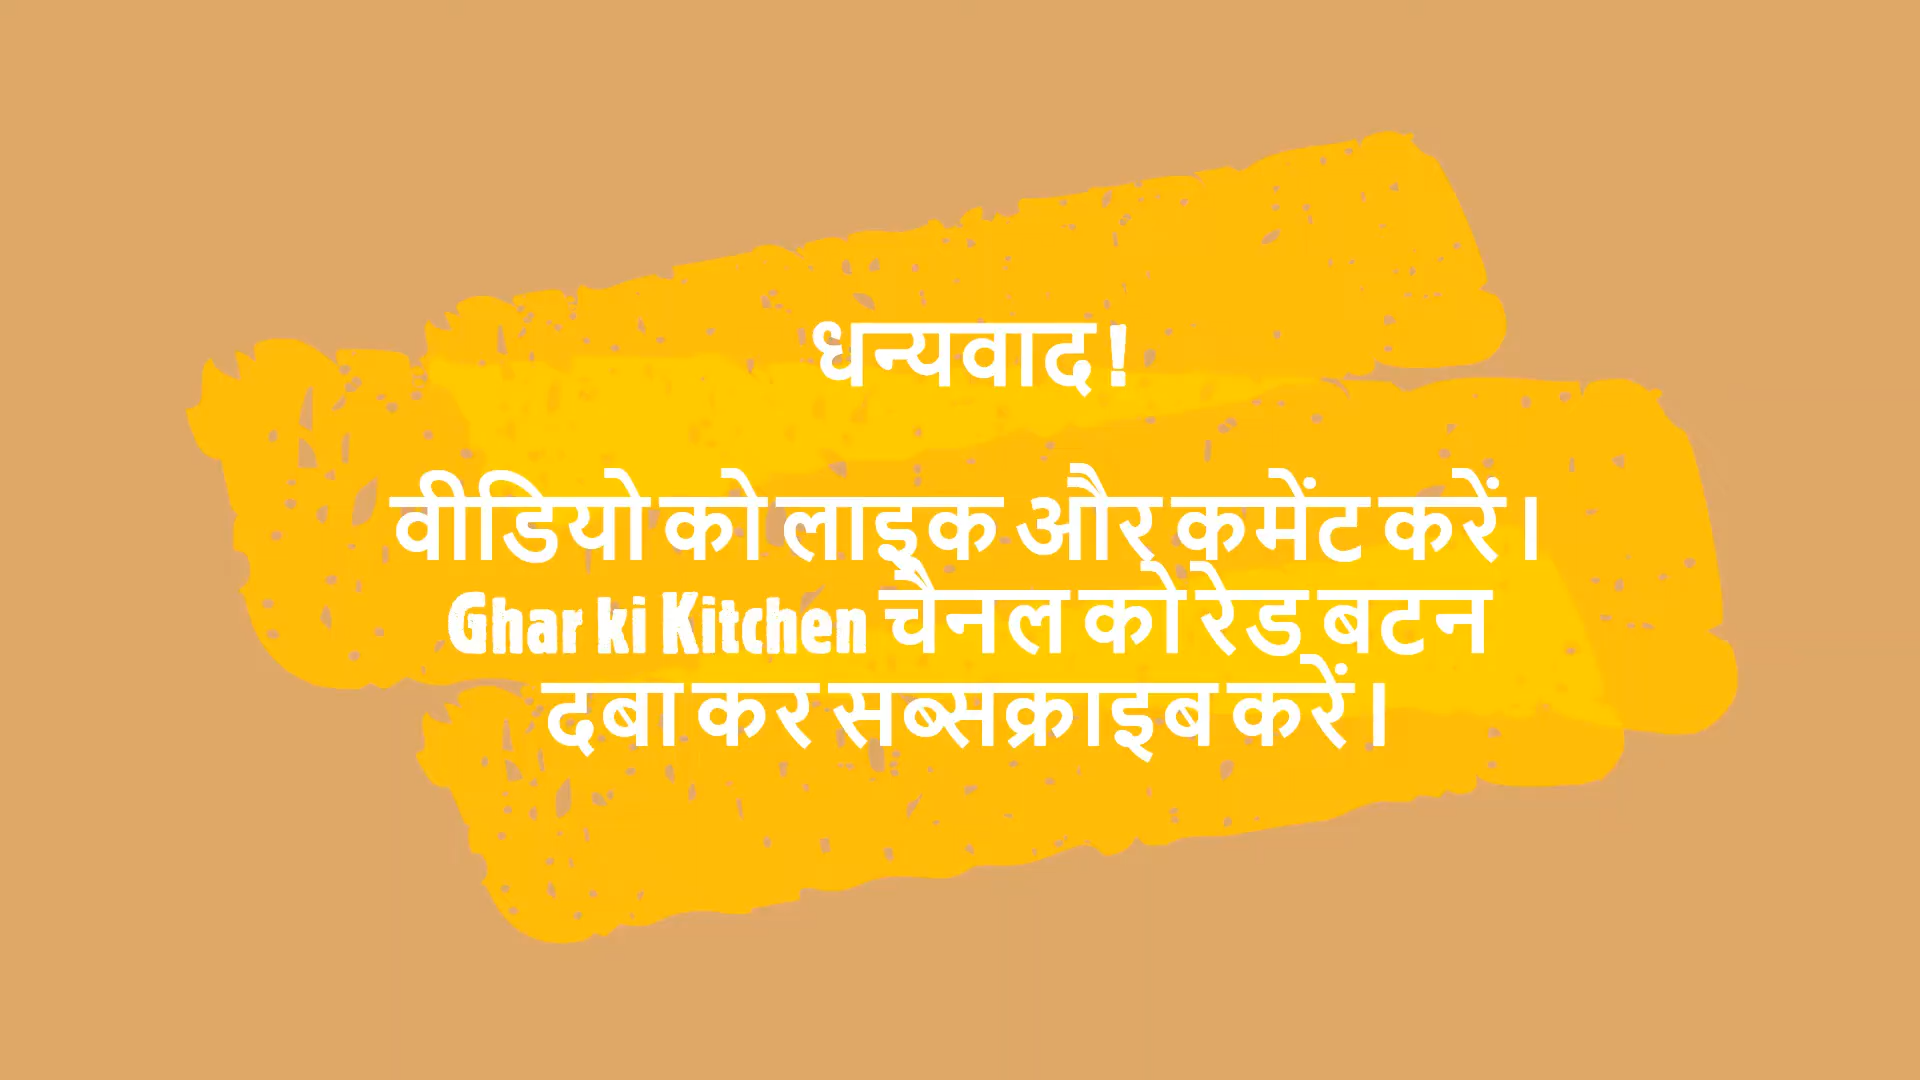 धन्यवाद!
वीडियो को लाइक और कमेंट करें।
Ghar ki Kitchen चैनल को रेड बटन
दबा कर सब्सक्राइब करें।